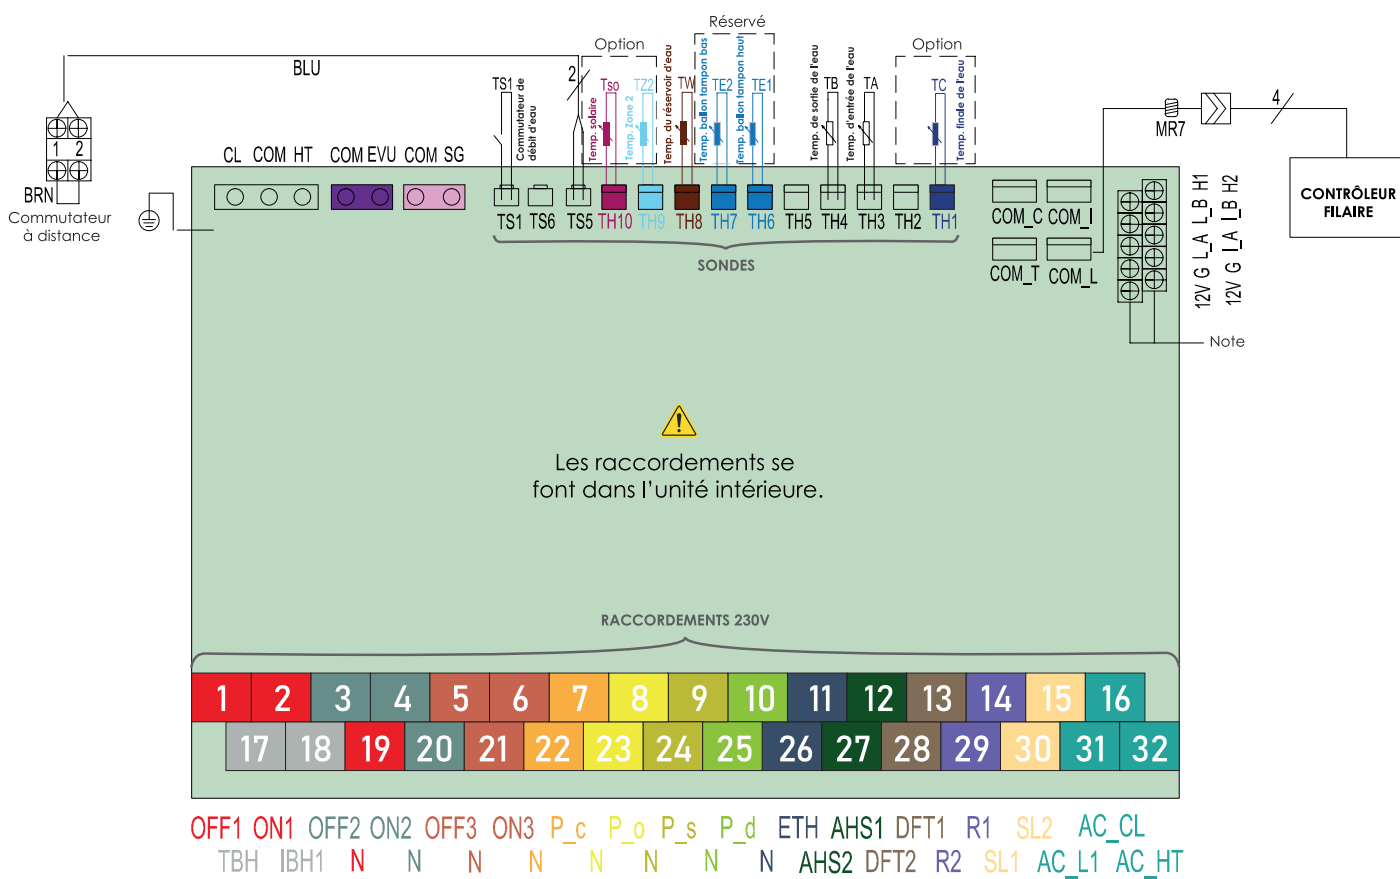 Réservé
Option
Option
BLU
2
TS1
Commutateur de
débit d'eau
Tso
Temp. solaire
TZ2
Temp. Zone 2
TW
Temp. du réservoir d'eau
TE2
Temp. ballon tampon bas
TE1
Temp. ballon tampon haut
TB
Temp. de sortie de l'eau
TA
Temp. d'entrée de l'eau
TC
Temp. finale de l'eau
MR7
4
CONTRÔLEUR
FILAIRE
1 2
BRN
Commutateur
à distance
CL COM HT COM EVU COM SG
TS1 TS6 TS5 TH10 TH9 TH8 TH7 TH6 TH5 TH4 TH3 TH2 TH1
SONDES
COM_C COM_I
COM_T COM_L
12V G L_A L_B H1
12V G I_A I_B H2
Note
Les raccordements se
font dans l'unité intérieure.
RACCORDEMENTS 230V
1 2 3 4 5 6 7 8 9 10 11 12 13 14 15 16
17 18 19 20 21 22 23 24 25 26 27 28 29 30 31 32
OFF1 ON1 OFF2 ON2 OFF3 ON3 P_c P_o P_s P_d ETH AHS1 DFT1 R1 SL2 AC_CL
TBH IBH1 N N N N N N N N AHS2 DFT2 R2 SL1 AC_L1 AC_HT